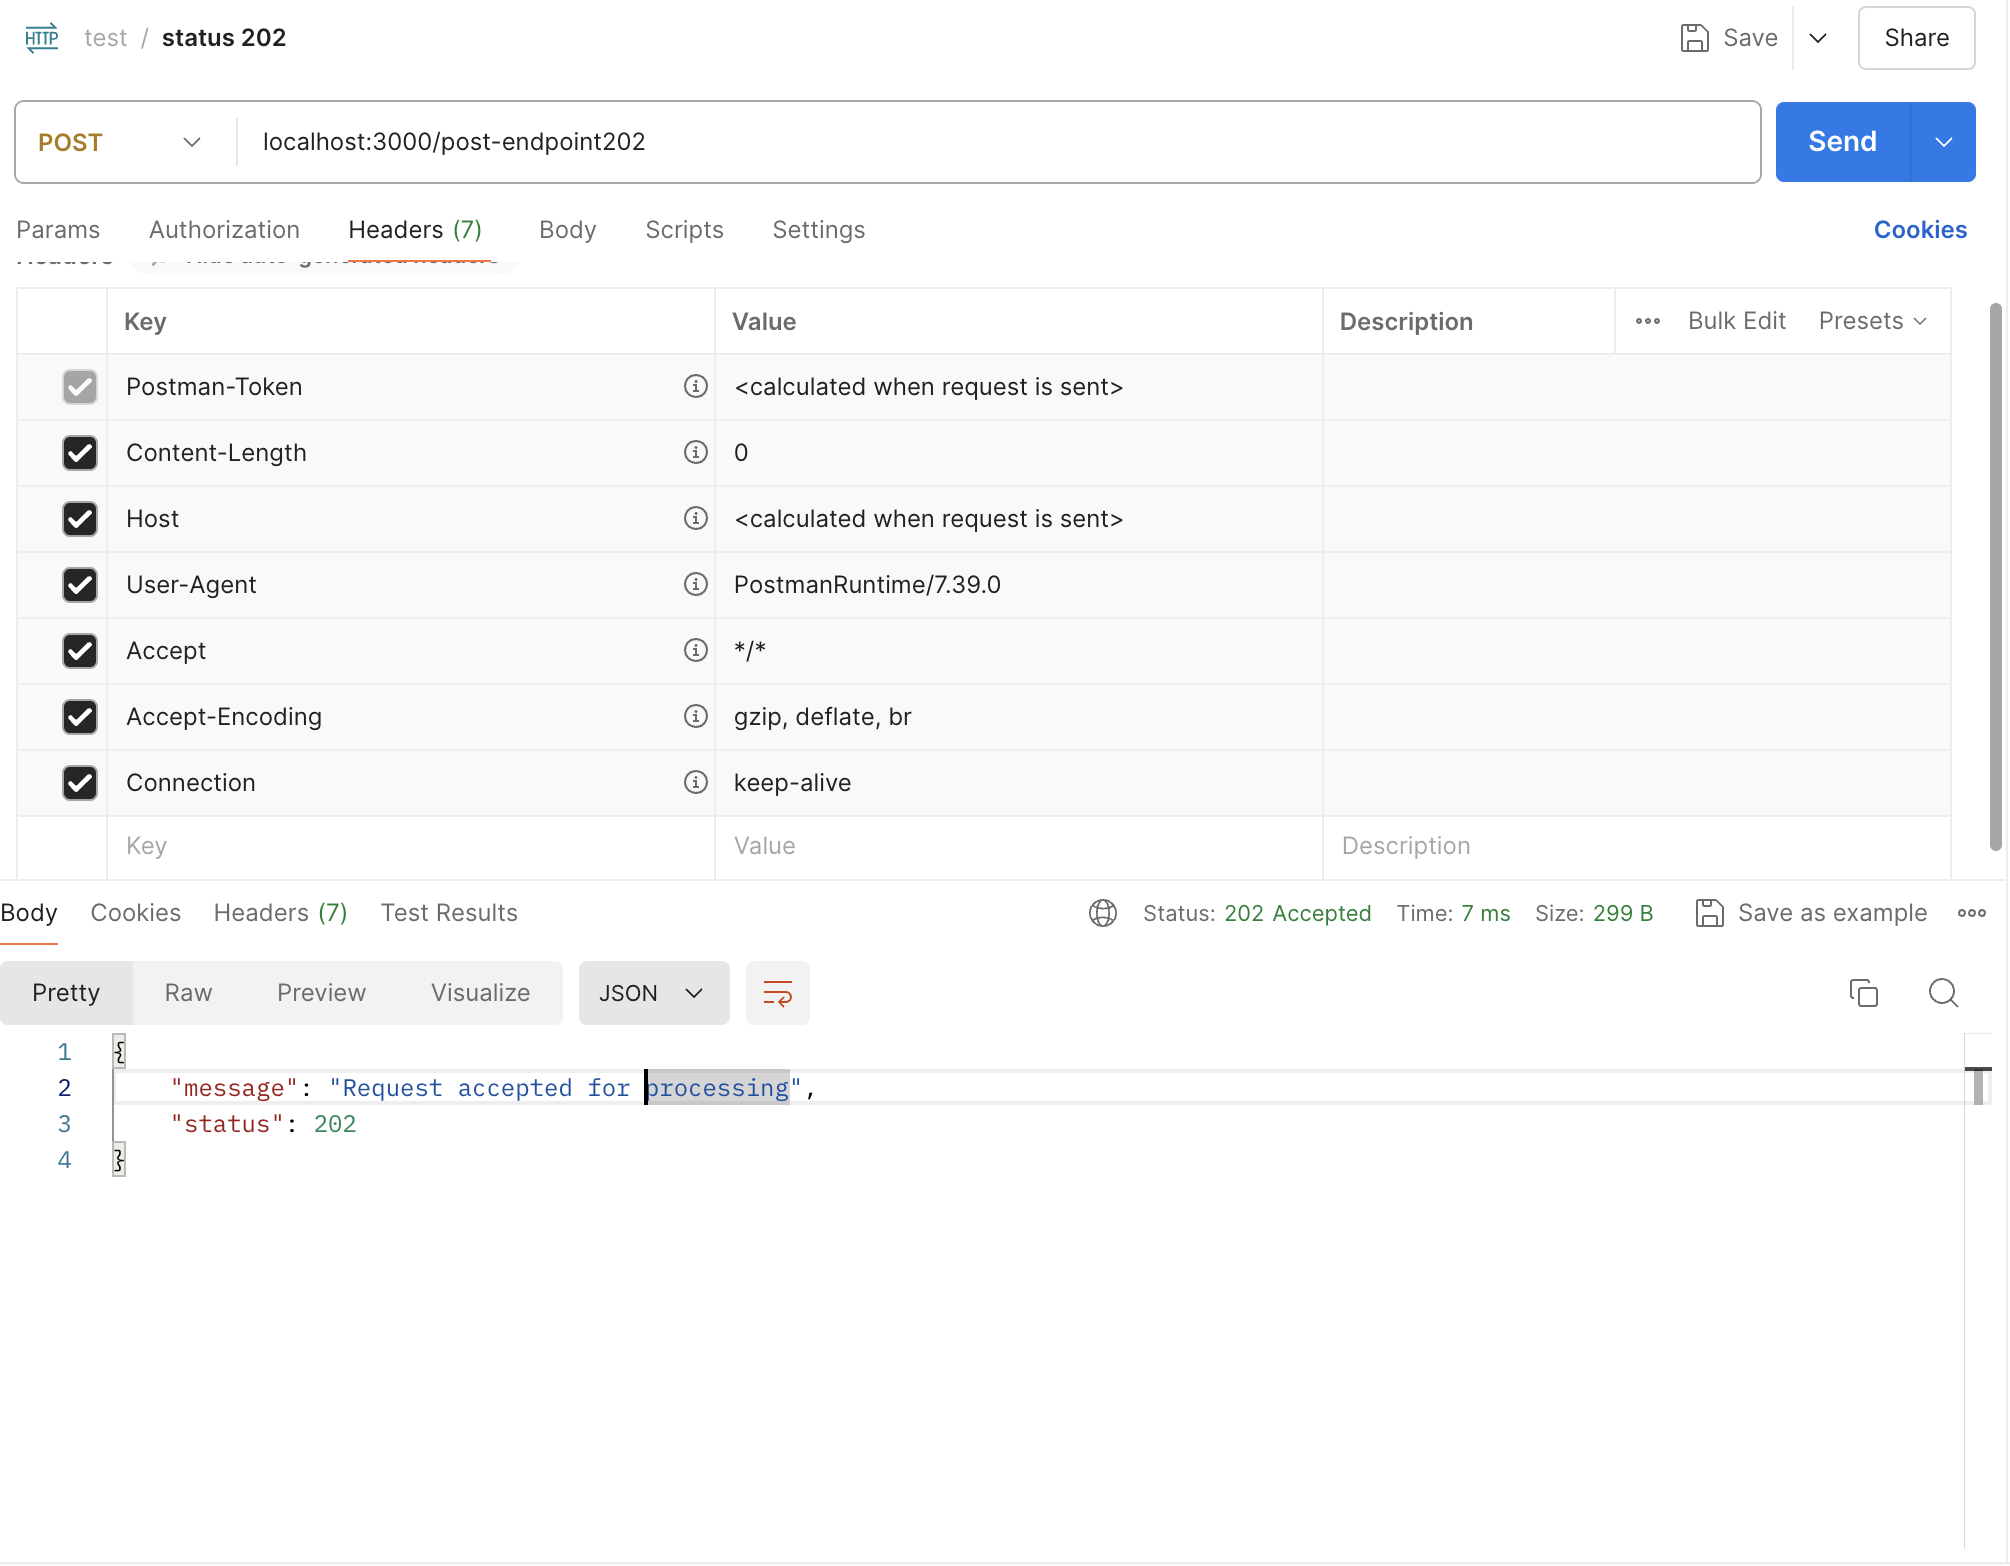 HTTP test / status 202 Save Share
POST localhost:3000/post-endpoint202 Send
Params Authorization Headers (7) Body Scripts Settings Cookies
Key Value Description Bulk Edit Presets
Postman-Token <calculated when request is sent>
Content-Length 0
Host <calculated when request is sent>
User-Agent PostmanRuntime/7.39.0
Accept */*
Accept-Encoding gzip, deflate, br
Connection keep-alive
Key Value Description
Body Cookies Headers (7) Test Results Status: 202 Accepted Time: 7 ms Size: 299 B Save as example
Pretty Raw Preview Visualize JSON
1 {
2 "message": "Request accepted for processing",
3 "status": 202
4 }